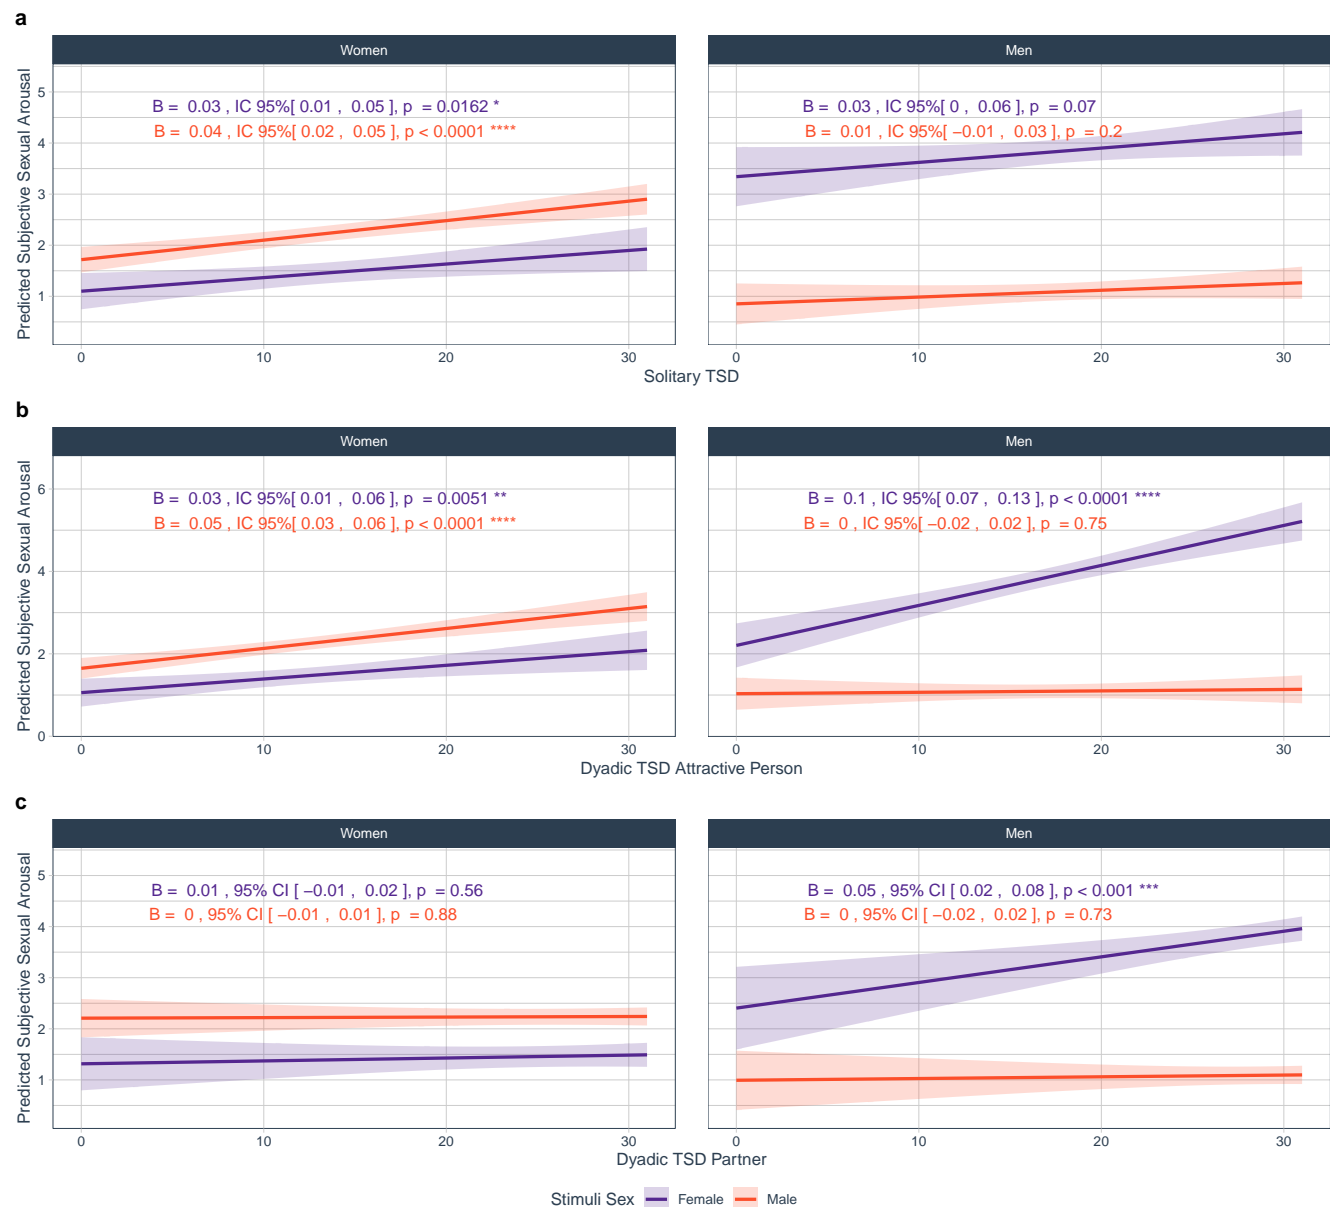 a
Women
Men
Predicted Subjective Sexual Arousal
5
4
3
2
1
B = 0.03 , IC 95%[ 0.01 , 0.05 ], p = 0.0162 *
B = 0.04 , IC 95%[ 0.02 , 0.05 ], p < 0.0001 ****
B = 0.03 , IC 95%[ 0 , 0.06 ], p = 0.07
B = 0.01 , IC 95%[ −0.01 , 0.03 ], p = 0.2
0 10 20 30
0 10 20 30
Solitary TSD
b
Women
Men
Predicted Subjective Sexual Arousal
6
4
2
0
B = 0.03 , IC 95%[ 0.01 , 0.06 ], p = 0.0051 **
B = 0.05 , IC 95%[ 0.03 , 0.06 ], p < 0.0001 ****
B = 0.1 , IC 95%[ 0.07 , 0.13 ], p < 0.0001 ****
B = 0 , IC 95%[ −0.02 , 0.02 ], p = 0.75
0 10 20 30
0 10 20 30
Dyadic TSD Attractive Person
c
Women
Men
Predicted Subjective Sexual Arousal
5
4
3
2
1
B = 0.01 , 95% CI [ −0.01 , 0.02 ], p = 0.56
B = 0 , 95% CI [ −0.01 , 0.01 ], p = 0.88
B = 0.05 , 95% CI [ 0.02 , 0.08 ], p < 0.001 ***
B = 0 , 95% CI [ −0.02 , 0.02 ], p = 0.73
0 10 20 30
0 10 20 30
Dyadic TSD Partner
Stimuli Sex Female Male